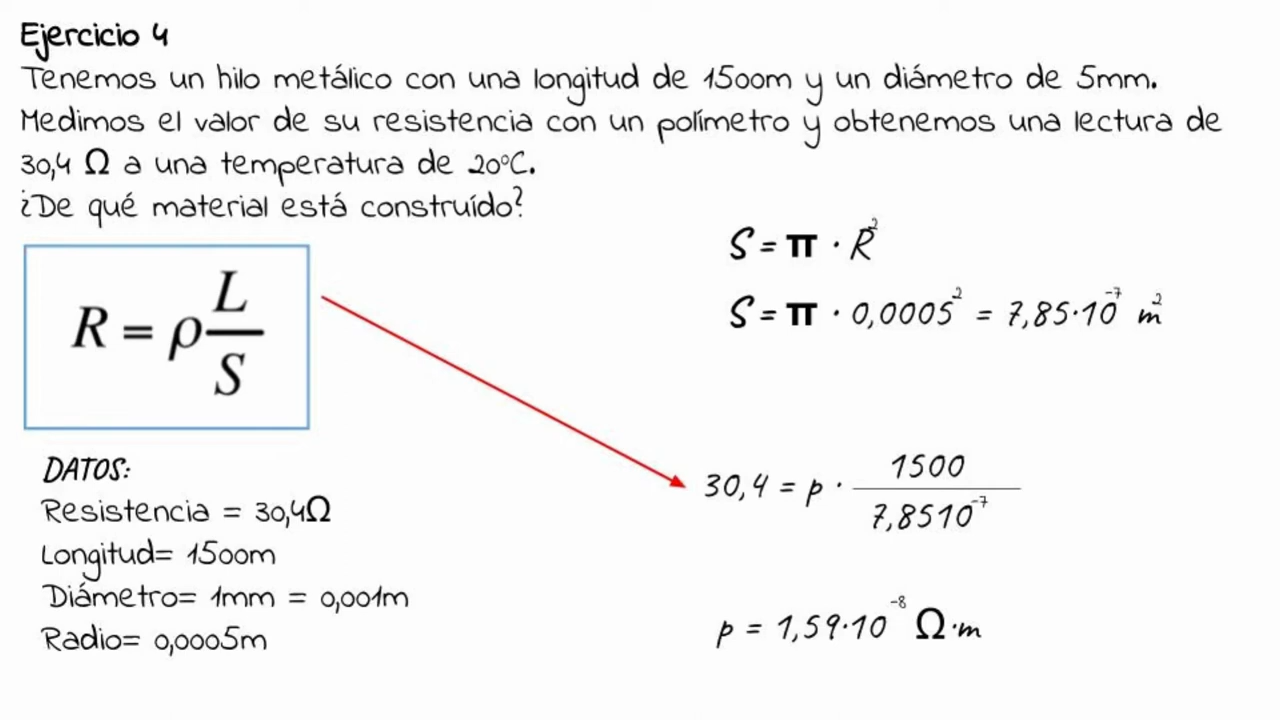 Ejercicio 4
Tenemos un hilo metálico con una longitud de 1500m y un diámetro de 5mm.
Medimos el valor de su resistencia con un polímetro y obtenemos una lectura de
30,4 Ω a una temperatura de 20ºC.
¿De qué material está construído?
R = ρ L/S
DATOS:
Resistencia = 30,4Ω
Longitud= 1500m
Diámetro= 1mm = 0,001m
Radio= 0,0005m
S = π · R²
S = π · 0,0005² = 7,85·10⁻⁷ m²
30,4 = p · 1500/7,8510⁻⁷
p = 1,59·10⁻⁸ Ω·m